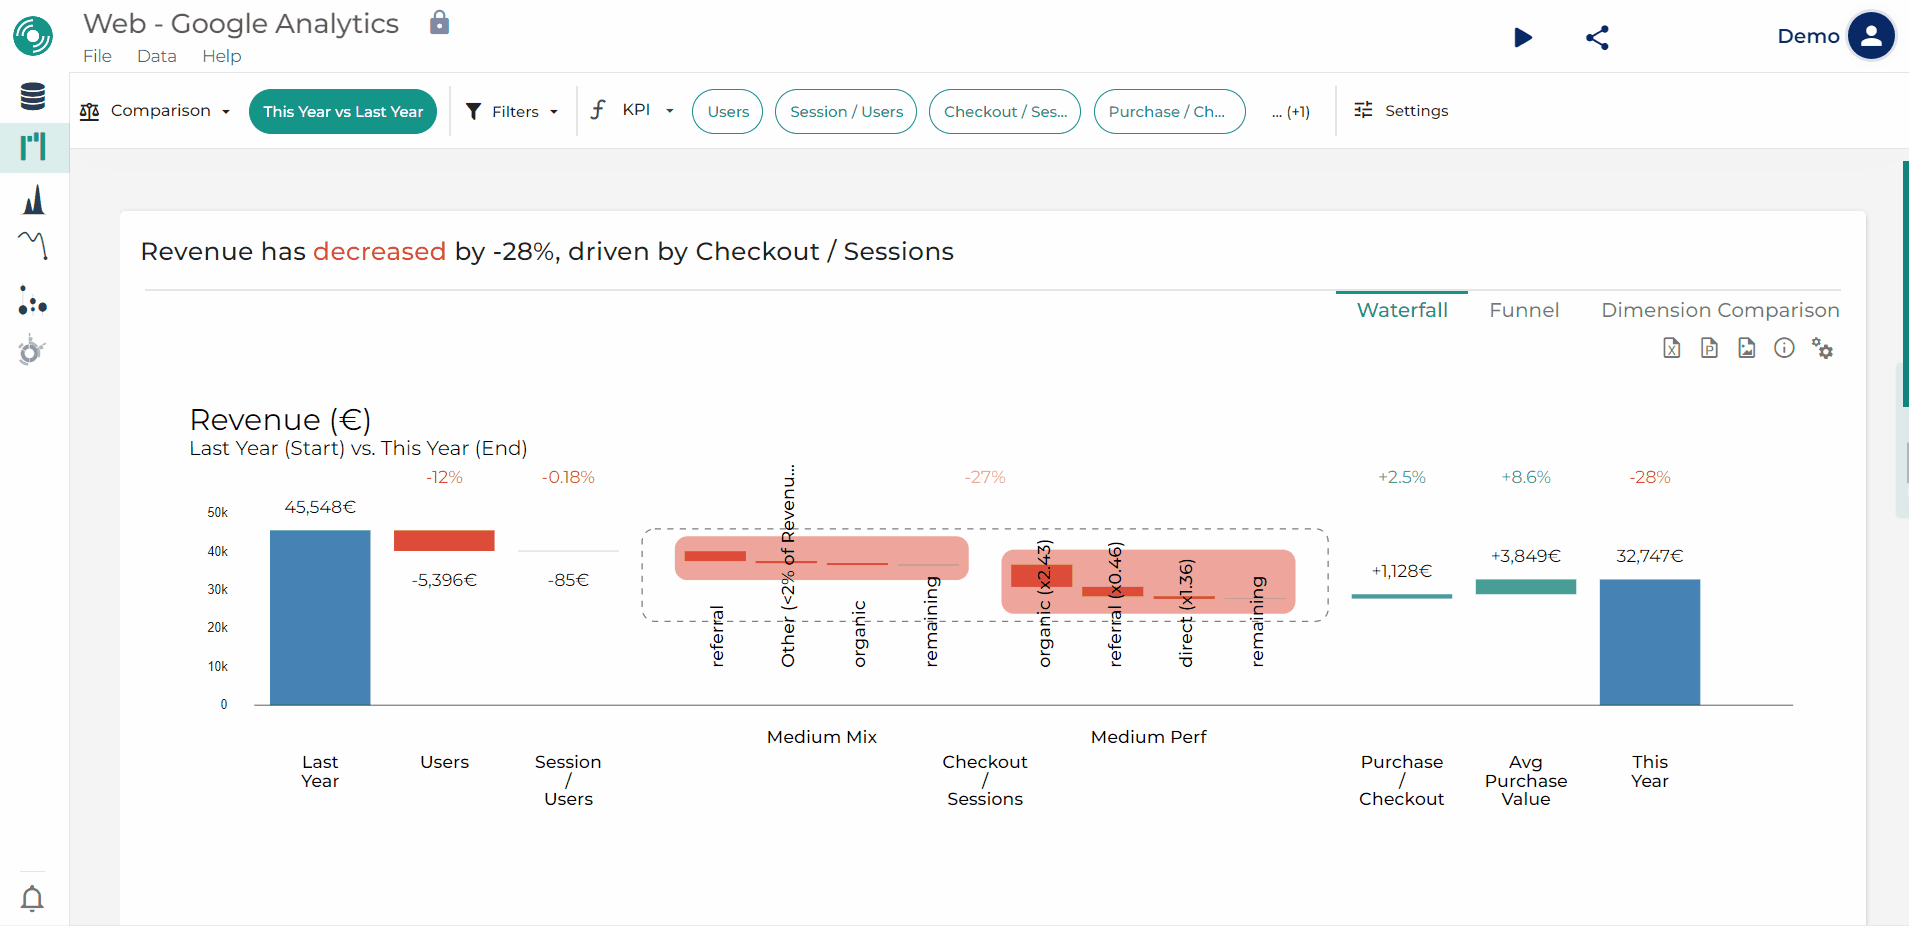 Web - Google Analytics
File Data Help
Demo
Comparison
This Year vs Last Year
Filters
KPI
Users
Session / Users
Checkout / Ses...
Purchase / Ch...
... (+1)
Settings
Revenue has decreased by -28%, driven by Checkout / Sessions
Waterfall Funnel Dimension Comparison
X P
Revenue (€)
Last Year (Start) vs. This Year (End)
-12% -0.18% -27% +2.5% +8.6% -28%
50k
40k
30k
20k
10k
0
45,548€
-5,396€
-85€
referral
Other (<2% of Revenu...
organic
remaining
organic (x2.43)
referral (x0.46)
direct (x1.36)
remaining
+1,128€
+3,849€
32,747€
Medium Mix
Medium Perf
Last
Year
Users
Session
/
Users
Checkout
/
Sessions
Purchase
/
Checkout
Avg
Purchase
Value
This
Year